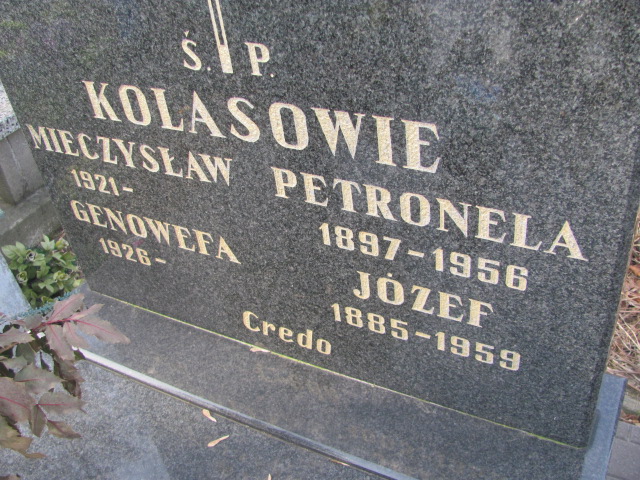 Ś. P.
KOLASOWIE
MIECZYSŁAW
1921-
GENOWEFA
1926-
PETRONELA
1897-1956
JÓZEF
1885-1959
Credo